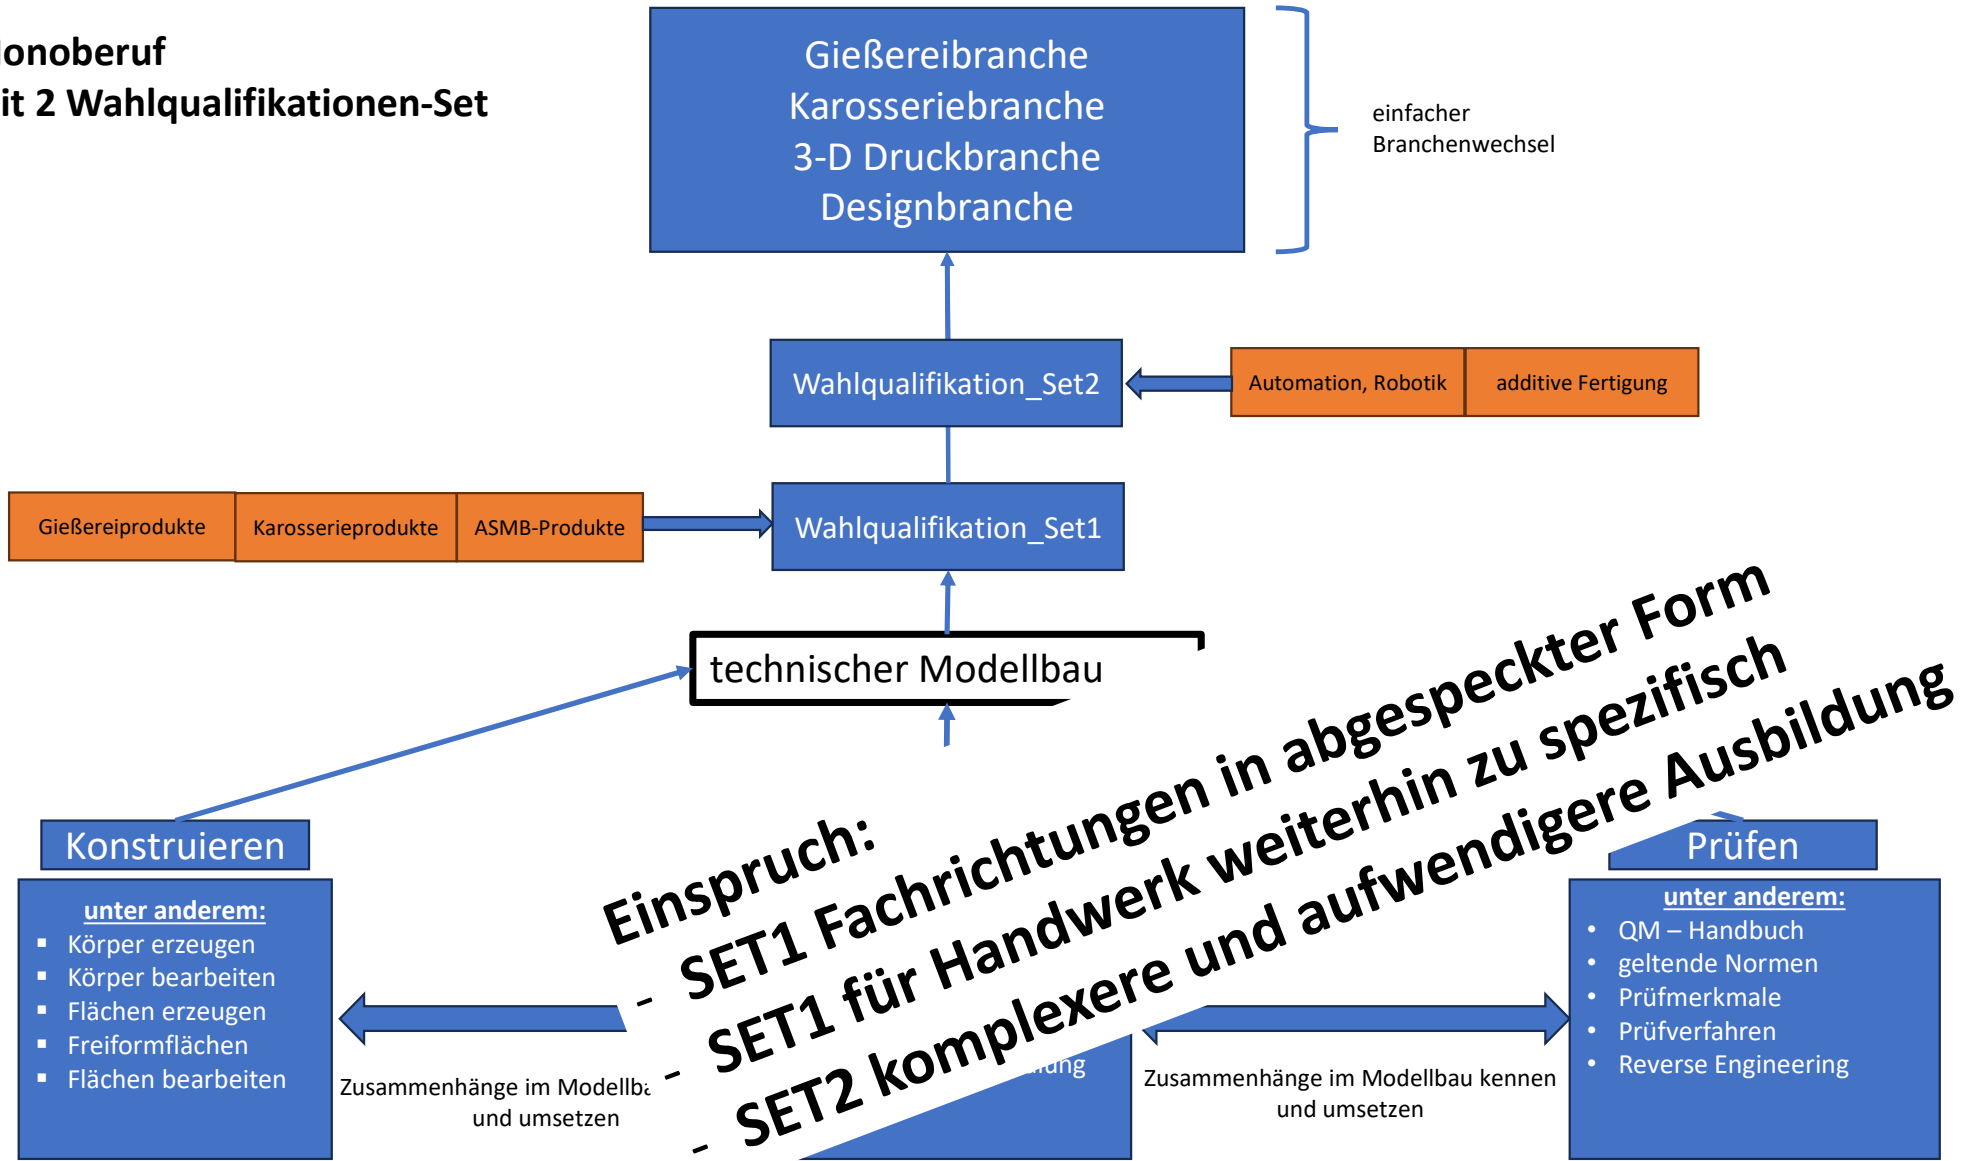 onoberuf
it 2 Wahlqualifikationen-Set
Gießereibranche
Karosseriebranche
3-D Druckbranche
Designbranche
einfacher
Branchenwechsel
Wahlqualifikation_Set2
Automation, Robotik
additive Fertigung
Gießereiprodukte
Karosserieprodukte
ASMB-Produkte
Wahlqualifikation_Set1
technischer Modellbau
Einspruch:
- SET1 Fachrichtungen in abgespeckter Form
- SET1 für Handwerk weiterhin zu spezifisch
- SET2 komplexere und aufwendigere Ausbildung
Konstruieren
unter anderem:
▪ Körper erzeugen
▪ Körper bearbeiten
▪ Flächen erzeugen
▪ Freiformflächen
▪ Flächen bearbeiten
Zusammenhänge im Modellba
und umsetzen
Zusammenhänge im Modellbau kennen
und umsetzen
Prüfen
unter anderem:
• QM – Handbuch
• geltende Normen
• Prüfmerkmale
• Prüfverfahren
• Reverse Engineering